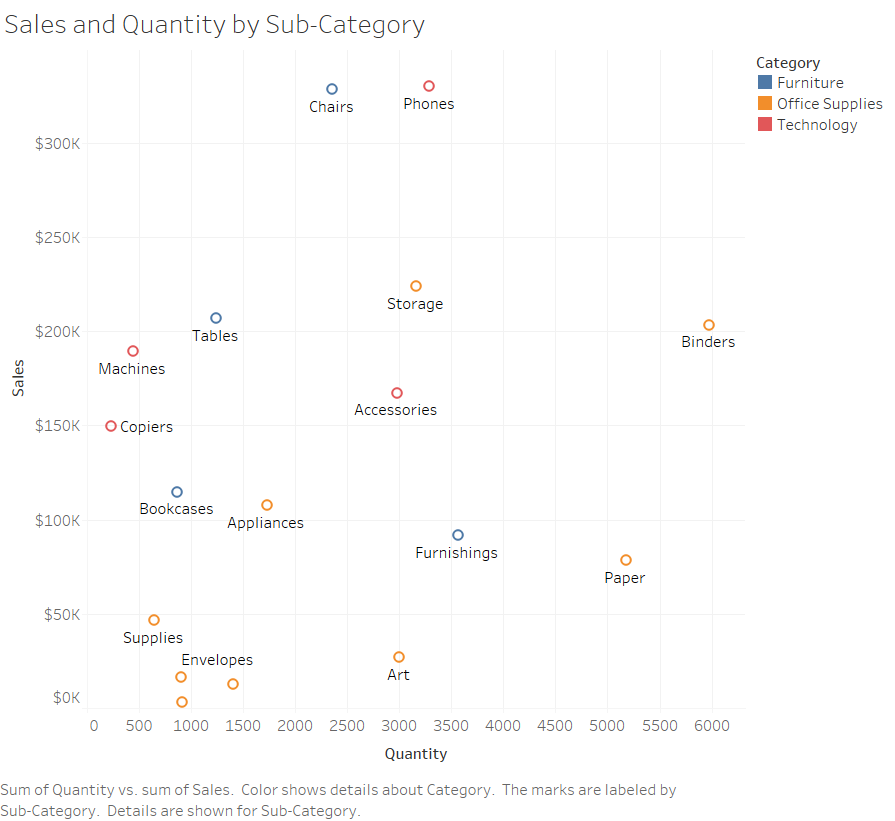 Sales and Quantity by Sub-Category
Category
Furniture
Office Supplies
Technology
Chairs
Phones
$300K
$250K
Storage
Tables
$200K
Binders
Machines
Sales
Accessories
Copiers
$150K
Bookcases
Appliances
$100K
Furnishings
Paper
$50K
Supplies
Envelopes
Art
$0K
0 500 1000 1500 2000 2500 3000 3500 4000 4500 5000 5500 6000
Quantity
Sum of Quantity vs. sum of Sales. Color shows details about Category. The marks are labeled by
Sub-Category. Details are shown for Sub-Category.